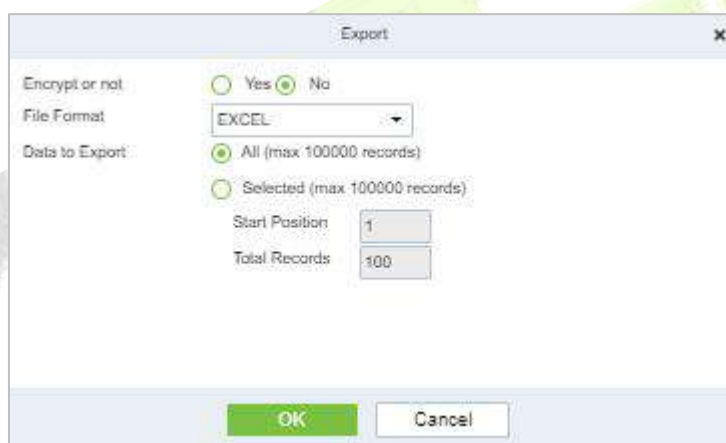 Export
Encrypt or not Yes No
File Format EXCEL
Data to Export All (max 100000 records)
Selected (max 100000 records)
Start Position 1
Total Records 100
OK Cancel